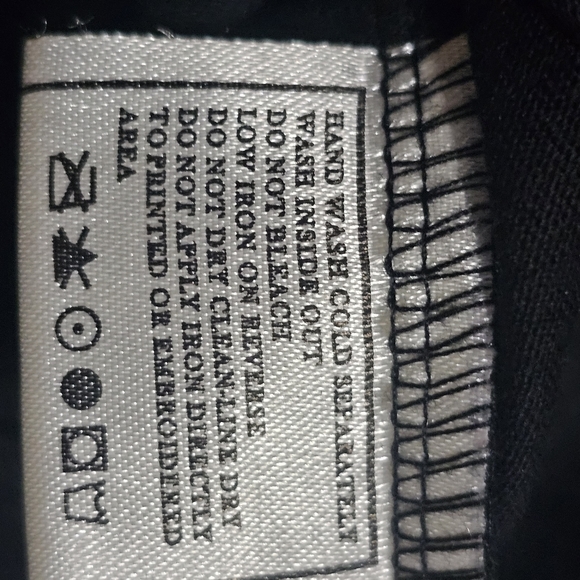 HAND WASH COLD SEPARATELY
WASH INSIDE OUT
DO NOT BLEACH
LOW IRON ON REVERSE
DO NOT DRY CLEAN·LINE DRY
DO NOT APPLY IRON DIRECTLY
TO PRINTED OR EMBROIDERED
AREA